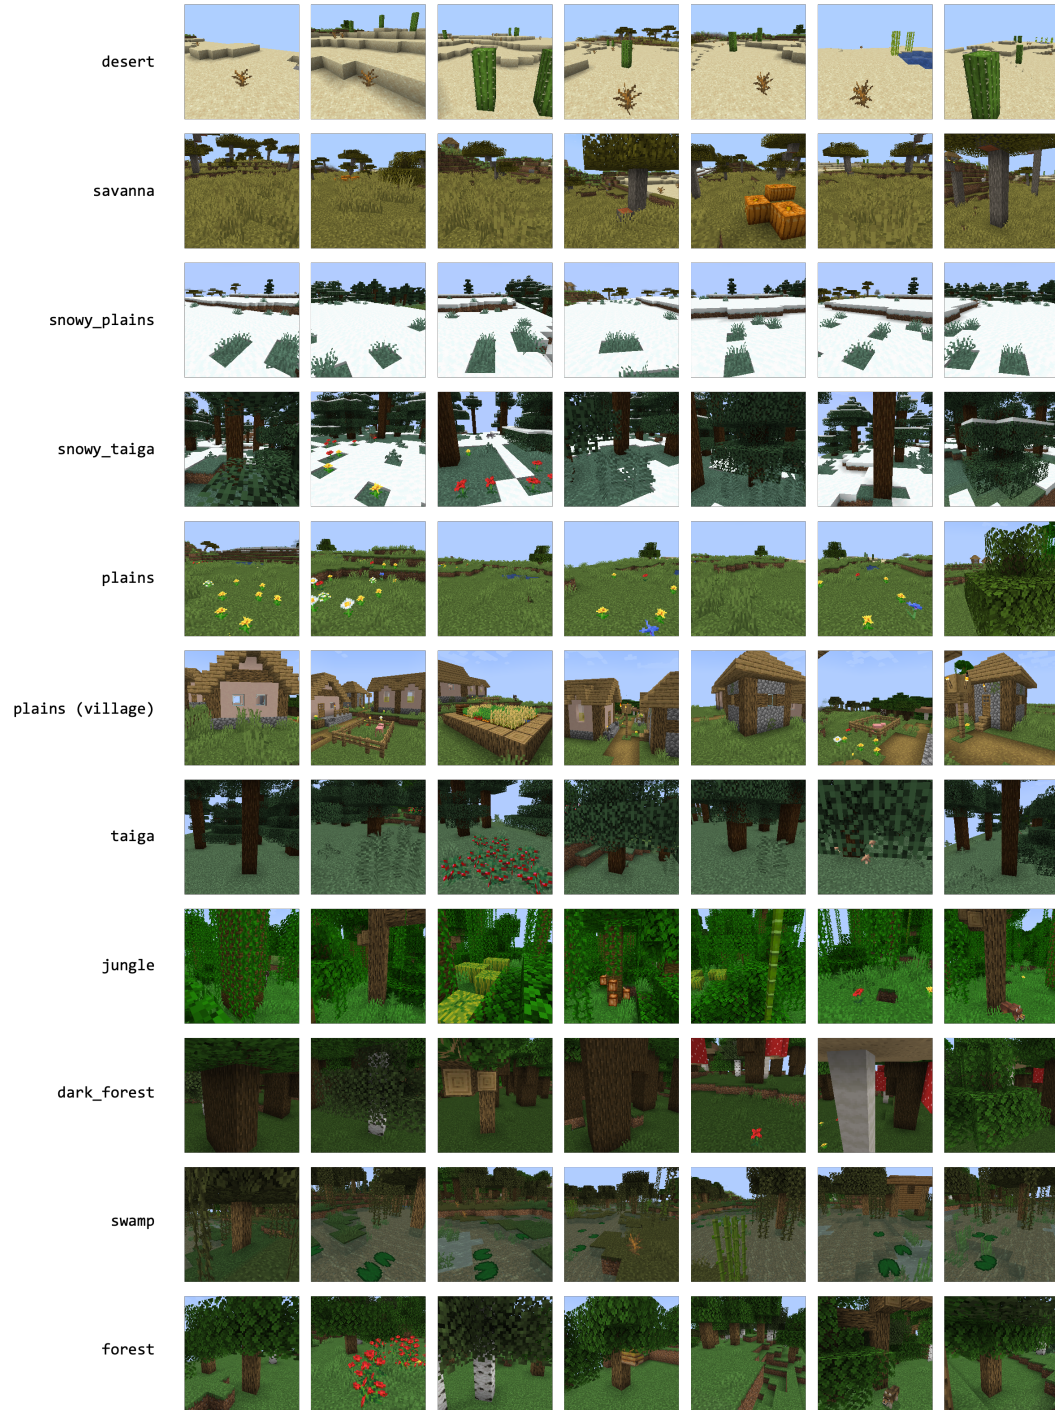 desert
savanna
snowy_plains
snowy_taiga
plains
plains (village)
taiga
jungle
dark_forest
swamp
forest